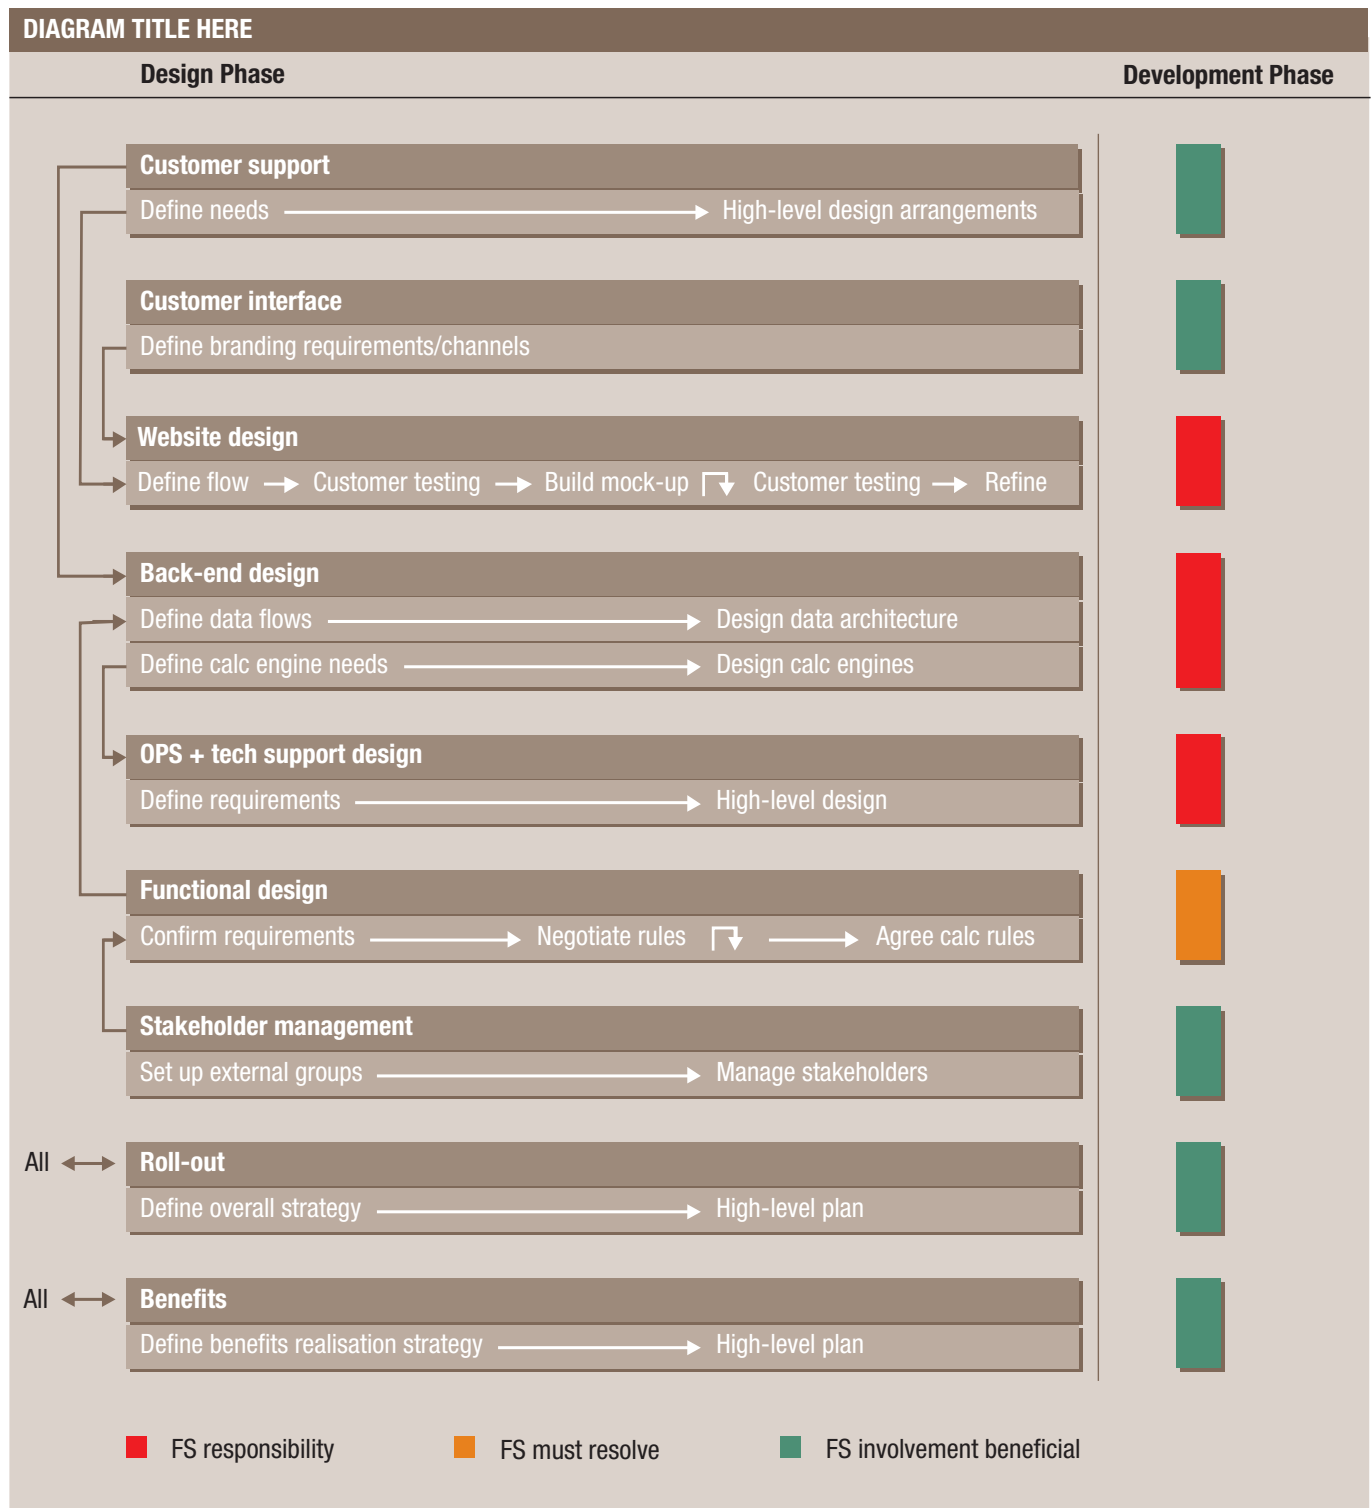 DIAGRAM TITLE HERE
Design Phase Development Phase
Customer support
Define needs High-level design arrangements
Customer interface
Define branding requirements/channels
Website design
Define flow Customer testing Build mock-up Customer testing Refine
Back-end design
Define data flows Design data architecture
Define calc engine needs Design calc engines
OPS + tech support design
Define requirements High-level design
Functional design
Confirm requirements Negotiate rules Agree calc rules
Stakeholder management
Set up external groups Manage stakeholders
All Roll-out
Define overall strategy High-level plan
All Benefits
Define benefits realisation strategy High-level plan
FS responsibility FS must resolve FS involvement beneficial